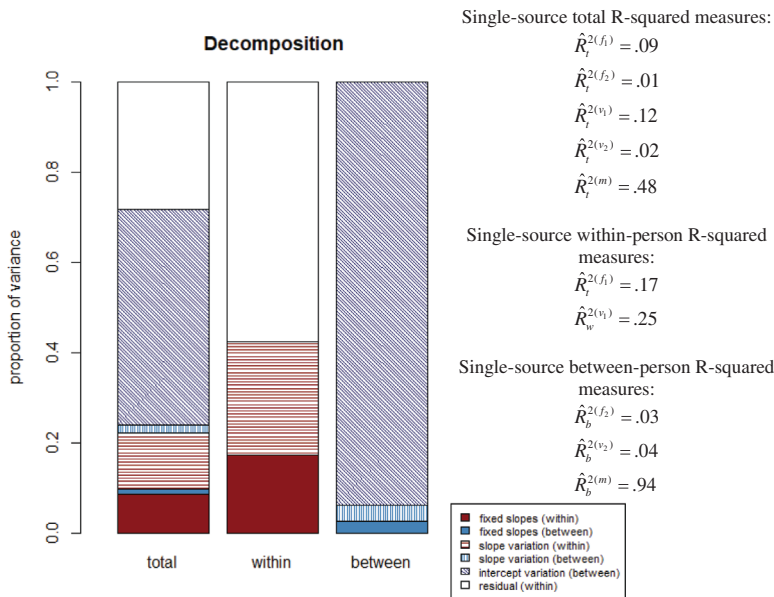 Decomposition
proportion of variance
1.0
0.8
0.6
0.4
0.2
0.0
total within between
Single-source total R-squared measures:
R̂ₜ²⁽ᶠ¹⁾ = .09
R̂ₜ²⁽ᶠ²⁾ = .01
R̂ₜ²⁽ᵛ¹⁾ = .12
R̂ₜ²⁽ᵛ²⁾ = .02
R̂ₜ²⁽ᵐ⁾ = .48
Single-source within-person R-squared
measures:
R̂ₜ²⁽ᶠ¹⁾ = .17
R̂_w²⁽ᵛ¹⁾ = .25
Single-source between-person R-squared
measures:
R̂_b²⁽ᶠ²⁾ = .03
R̂_b²⁽ᵛ²⁾ = .04
R̂_b²⁽ᵐ⁾ = .94
fixed slopes (within)
fixed slopes (between)
slope variation (within)
slope variation (between)
intercept variation (between)
residual (within)